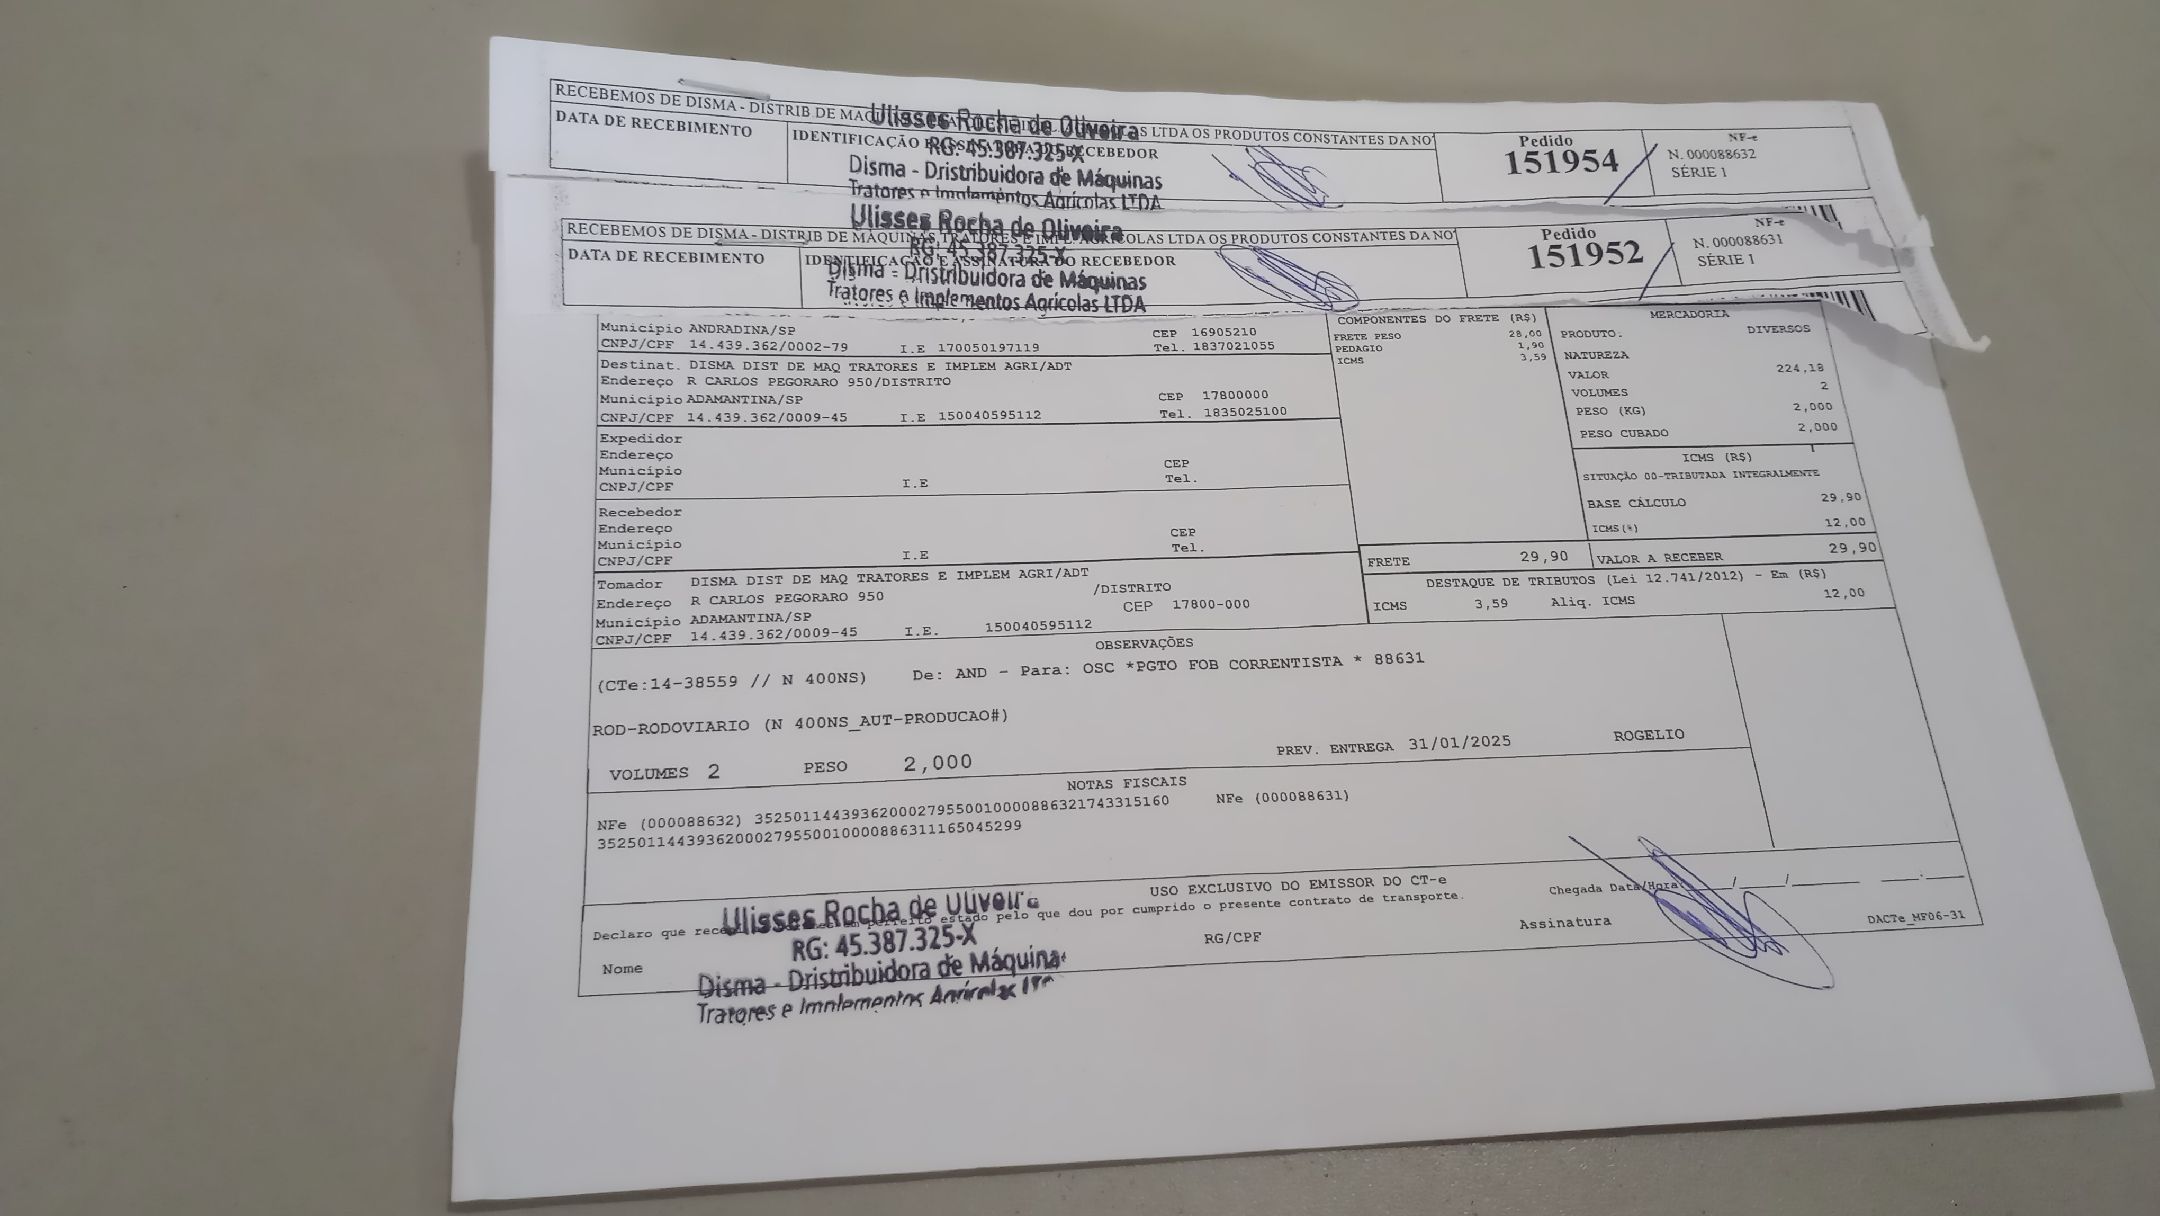 RECEBEMOS DE DISMA - DISTRIB DE MAQ S LTDA OS PRODUTOS CONSTANTES DA NO
DATA DE RECEBIMENTO
IDENTIFICAÇÃO RECEBEDOR
Ulisses Rocha de Oliveira
RG: 45.387.325-X
Disma - Dristribuidora de Máquinas
Tratores e Implementos Agrícolas LTDA
Pedido
151954
NF-e
N. 000088632
SÉRIE 1
RECEBEMOS DE DISMA - DISTRIB DE MÁQUINAS, TRATORES E IMPL. AGRÍCOLAS LTDA OS PRODUTOS CONSTANTES DA NO
DATA DE RECEBIMENTO
IDENTIFICAÇÃO E ASSINATURA DO RECEBEDOR
Ulisses Rocha de Oliveira
RG: 45.387.325-X
Disma - Dristribuidora de Máquinas
Tratores e Implementos Agrícolas LTDA
Pedido
151952
NF-e
N. 000088631
SÉRIE 1
Município ANDRADINA/SP CEP 16905210
CNPJ/CPF 14.439.362/0002-79 I.E 170050197119 Tel. 1837021055
Destinat. DISMA DIST DE MAQ TRATORES E IMPLEM AGRI/ADT
Endereço R CARLOS PEGORARO 950/DISTRITO
Município ADAMANTINA/SP CEP 17800000
CNPJ/CPF 14.439.362/0009-45 I.E 150040595112 Tel. 1835025100
Expedidor
Endereço
Município CEP
CNPJ/CPF I.E Tel.
Recebedor
Endereço
Município CEP
CNPJ/CPF I.E Tel.
Tomador DISMA DIST DE MAQ TRATORES E IMPLEM AGRI/ADT
Endereço R CARLOS PEGORARO 950 /DISTRITO
Município ADAMANTINA/SP CEP 17800-000
CNPJ/CPF 14.439.362/0009-45 I.E. 150040595112
COMPONENTES DO FRETE (R$)
FRETE PESO 28,00
PEDAGIO 1,90
ICMS 3,59
MERCADORIA
PRODUTO. DIVERSOS
NATUREZA
VALOR 224,18
VOLUMES 2
PESO (KG) 2,000
PESO CUBADO 2,000
ICMS (R$)
SITUAÇÃO 00-TRIBUTADA INTEGRALMENTE
BASE CÁLCULO 29,90
ICMS(%) 12,00
FRETE 29,90 VALOR A RECEBER 29,90
DESTAQUE DE TRIBUTOS (Lei 12.741/2012) - Em (R$)
ICMS 3,59 Aliq. ICMS 12,00
OBSERVAÇÕES
(CTe:14-38559 // N 400NS) De: AND - Para: OSC *PGTO FOB CORRENTISTA * 88631
ROD-RODOVIARIO (N 400NS_AUT-PRODUCAO#)
VOLUMES 2 PESO 2,000 PREV. ENTREGA 31/01/2025 ROGELIO
NOTAS FISCAIS
NFe (000088632) 35250114439362000279550010000886321743315160 NFe (000088631)
35250114439362000279550010000886311165045299
USO EXCLUSIVO DO EMISSOR DO CT-e
Declaro que rece perfeito estado pelo que dou por cumprido o presente contrato de transporte.
Chegada Data/Hora: / / :
Nome RG/CPF Assinatura DACTe_MF06-31
Ulisses Rocha de Oliveira
RG: 45.387.325-X
Disma - Dristribuidora de Máquina
Tratores e Implementos Agrícolas